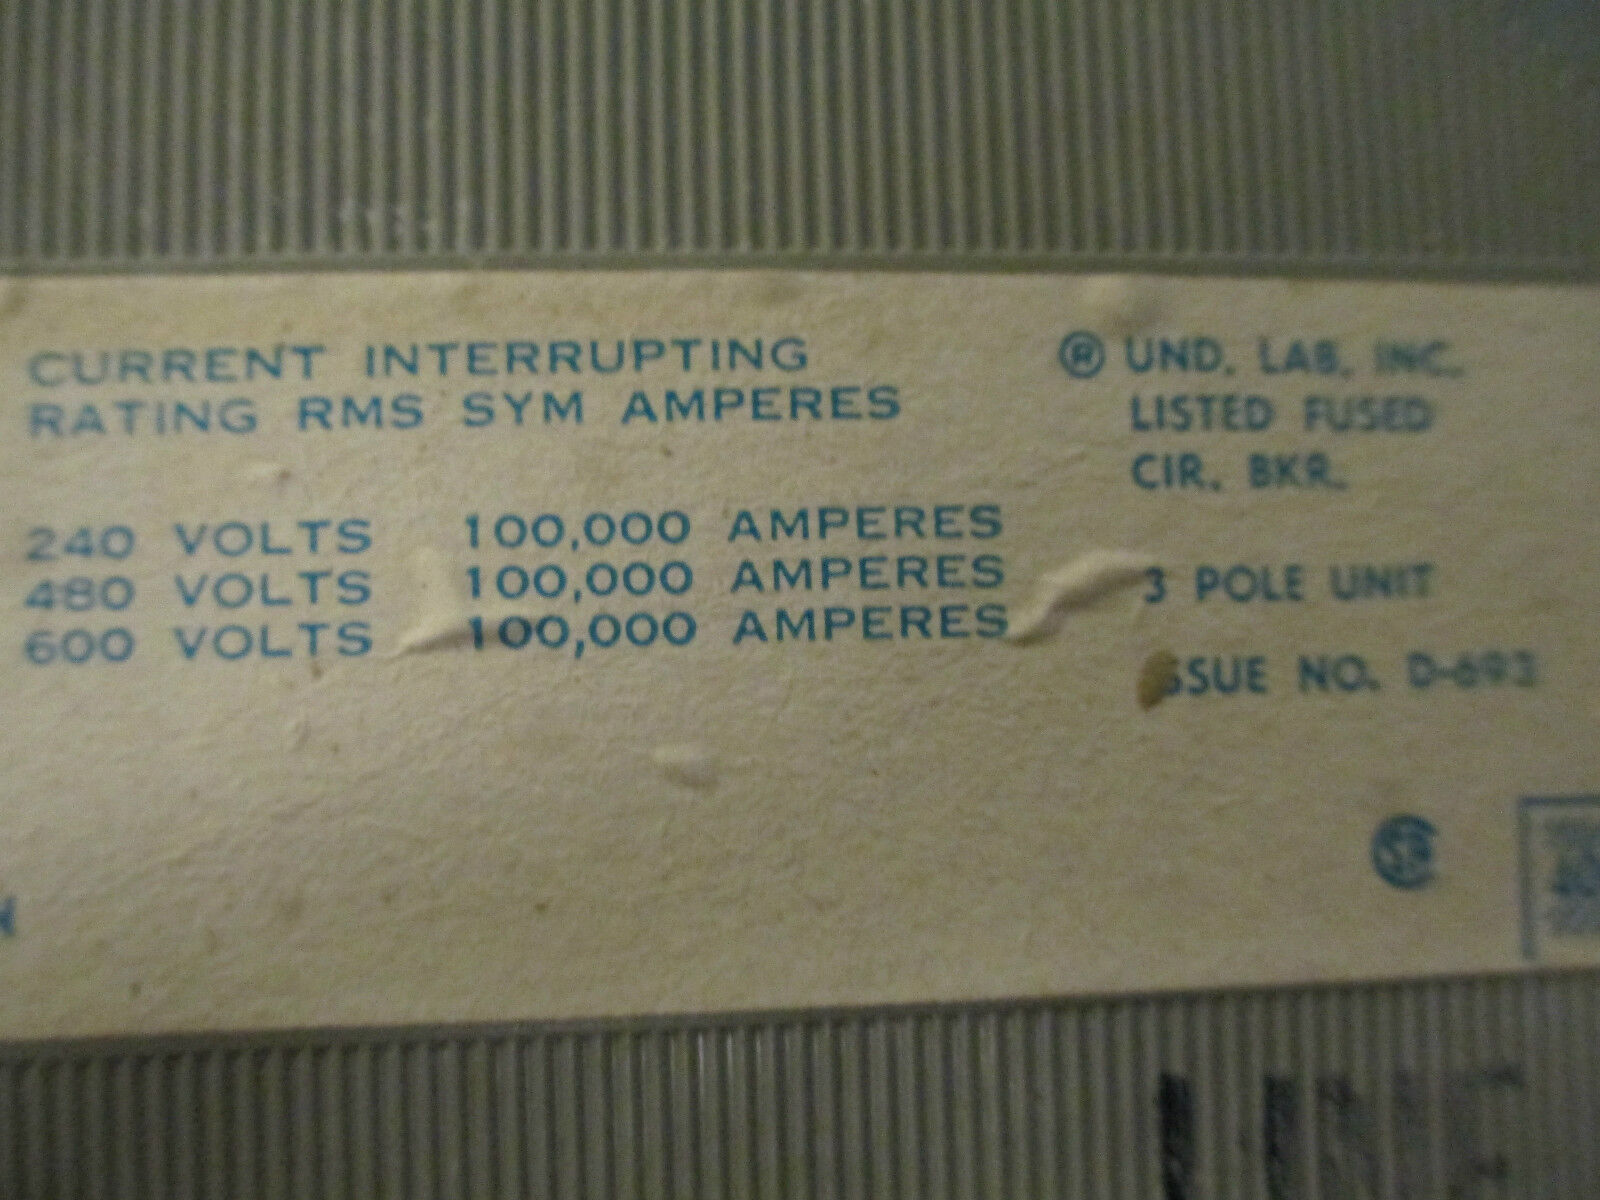 CURRENT INTERRUPTING
RATING RMS SYM AMPERES
240 VOLTS 100,000 AMPERES
480 VOLTS 100,000 AMPERES
600 VOLTS 100,000 AMPERES
® UND. LAB. INC.
LISTED FUSED
CIR. BKR.
3 POLE UNIT
ISSUE NO. D-693